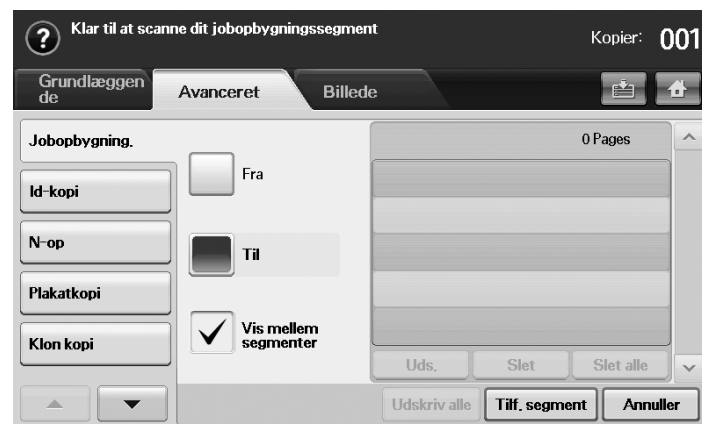 ? Klar til at scanne dit jobopbygningssegment
Kopier: 001
Grundlæggen
de
Avanceret
Billede
Jobopbygning.
Id-kopi
N-op
Plakatkopi
Klon kopi
Fra
Til
Vis mellem
segmenter
0 Pages
Uds. Slet Slet alle
Udskriv alle Tilf. segment Annuller